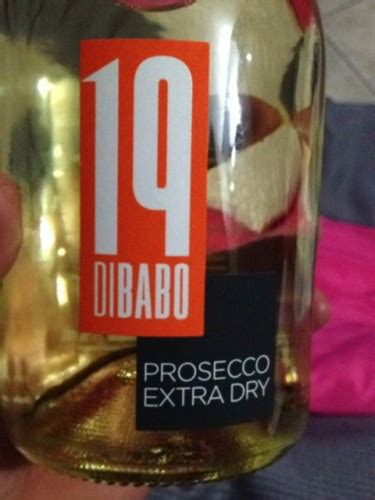 19
DIBABO
PROSECCO
EXTRA DRY